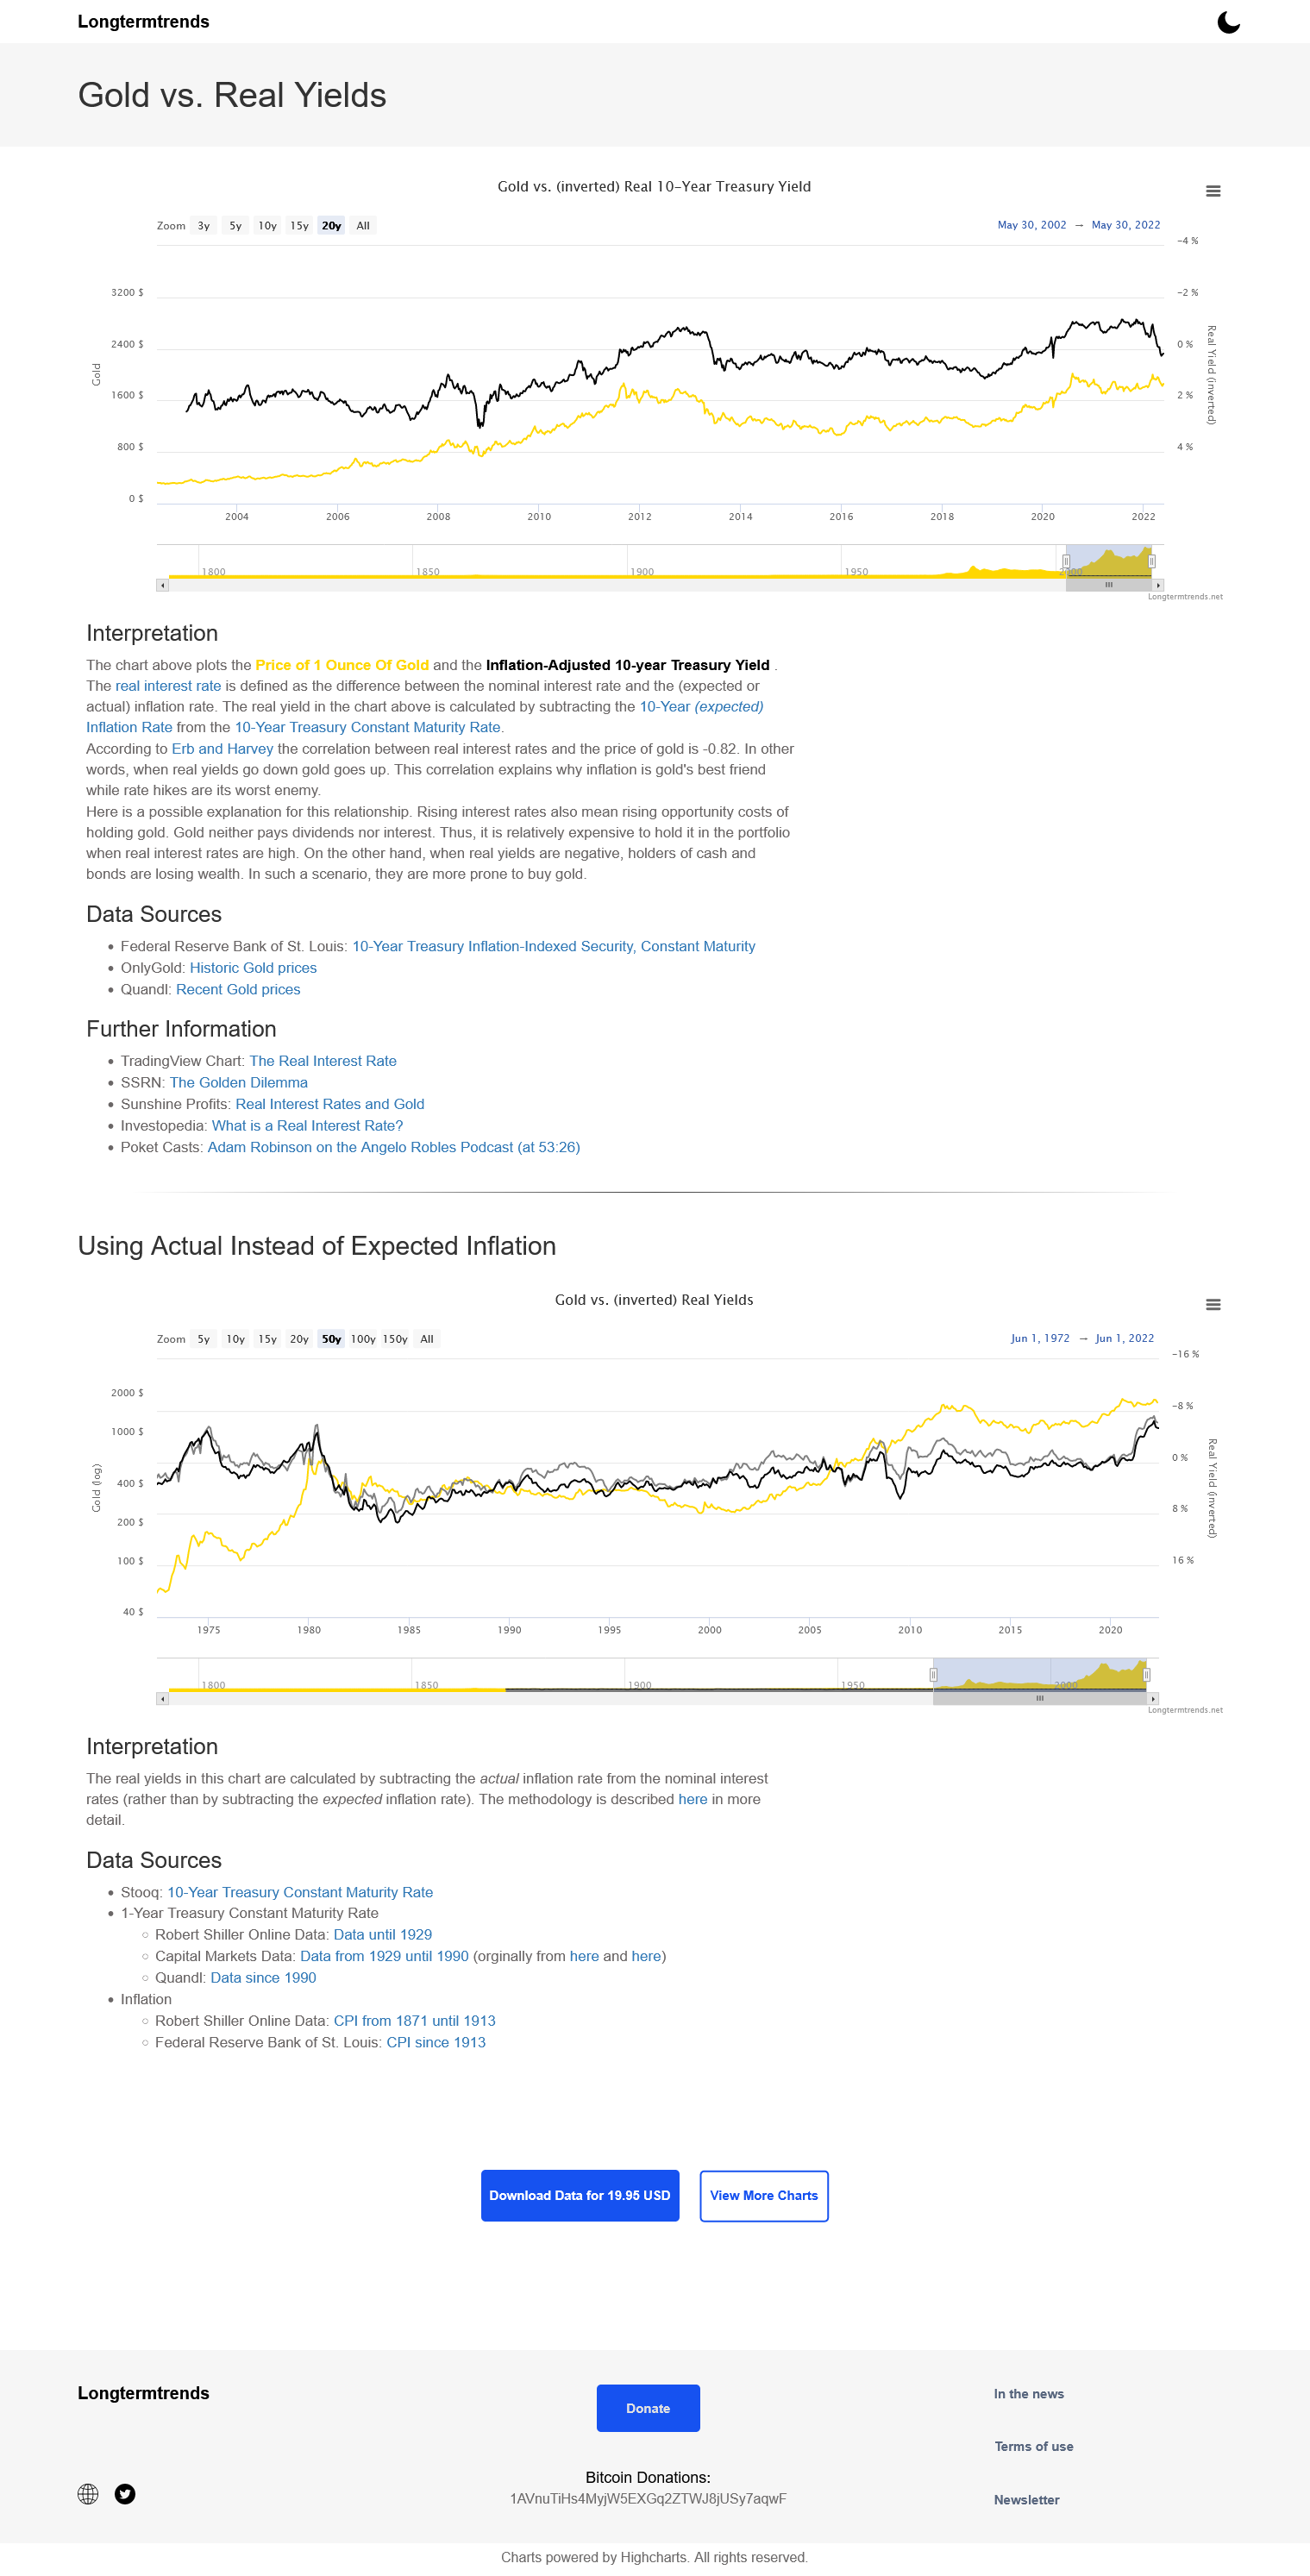 Longtermtrends
Gold vs. Real Yields
Gold vs. (inverted) Real 10-Year Treasury Yield
Zoom 3y 5y 10y 15y 20y All
May 30, 2002 → May 30, 2022
-4 %
3200 $ -2 %
2400 $ 0 %
1600 $ 2 %
800 $ 4 %
0 $
Gold
Real Yield (inverted)
2004 2006 2008 2010 2012 2014 2016 2018 2020 2022
1800 1850 1900 1950 2000
Longtermtrends.net
Interpretation
The chart above plots the Price of 1 Ounce Of Gold and the Inflation-Adjusted 10-year Treasury Yield .
The real interest rate is defined as the difference between the nominal interest rate and the (expected or
actual) inflation rate. The real yield in the chart above is calculated by subtracting the 10-Year (expected)
Inflation Rate from the 10-Year Treasury Constant Maturity Rate.
According to Erb and Harvey the correlation between real interest rates and the price of gold is -0.82. In other
words, when real yields go down gold goes up. This correlation explains why inflation is gold's best friend
while rate hikes are its worst enemy.
Here is a possible explanation for this relationship. Rising interest rates also mean rising opportunity costs of
holding gold. Gold neither pays dividends nor interest. Thus, it is relatively expensive to hold it in the portfolio
when real interest rates are high. On the other hand, when real yields are negative, holders of cash and
bonds are losing wealth. In such a scenario, they are more prone to buy gold.
Data Sources
• Federal Reserve Bank of St. Louis: 10-Year Treasury Inflation-Indexed Security, Constant Maturity
• OnlyGold: Historic Gold prices
• Quandl: Recent Gold prices
Further Information
• TradingView Chart: The Real Interest Rate
• SSRN: The Golden Dilemma
• Sunshine Profits: Real Interest Rates and Gold
• Investopedia: What is a Real Interest Rate?
• Poket Casts: Adam Robinson on the Angelo Robles Podcast (at 53:26)
Using Actual Instead of Expected Inflation
Gold vs. (inverted) Real Yields
Zoom 5y 10y 15y 20y 50y 100y 150y All
Jun 1, 1972 → Jun 1, 2022
-16 %
2000 $
-8 %
1000 $
0 %
400 $
8 %
200 $
100 $ 16 %
40 $
Gold (log)
Real Yield (inverted)
1975 1980 1985 1990 1995 2000 2005 2010 2015 2020
1800 1850 1900 1950 2000
Longtermtrends.net
Interpretation
The real yields in this chart are calculated by subtracting the actual inflation rate from the nominal interest
rates (rather than by subtracting the expected inflation rate). The methodology is described here in more
detail.
Data Sources
• Stooq: 10-Year Treasury Constant Maturity Rate
• 1-Year Treasury Constant Maturity Rate
○ Robert Shiller Online Data: Data until 1929
○ Capital Markets Data: Data from 1929 until 1990 (orginally from here and here)
○ Quandl: Data since 1990
• Inflation
○ Robert Shiller Online Data: CPI from 1871 until 1913
○ Federal Reserve Bank of St. Louis: CPI since 1913
Download Data for 19.95 USD
View More Charts
Longtermtrends
Donate
Bitcoin Donations:
1AVnuTiHs4MyjW5EXGq2ZTWJ8jUSy7aqwF
In the news
Terms of use
Newsletter
Charts powered by Highcharts. All rights reserved.